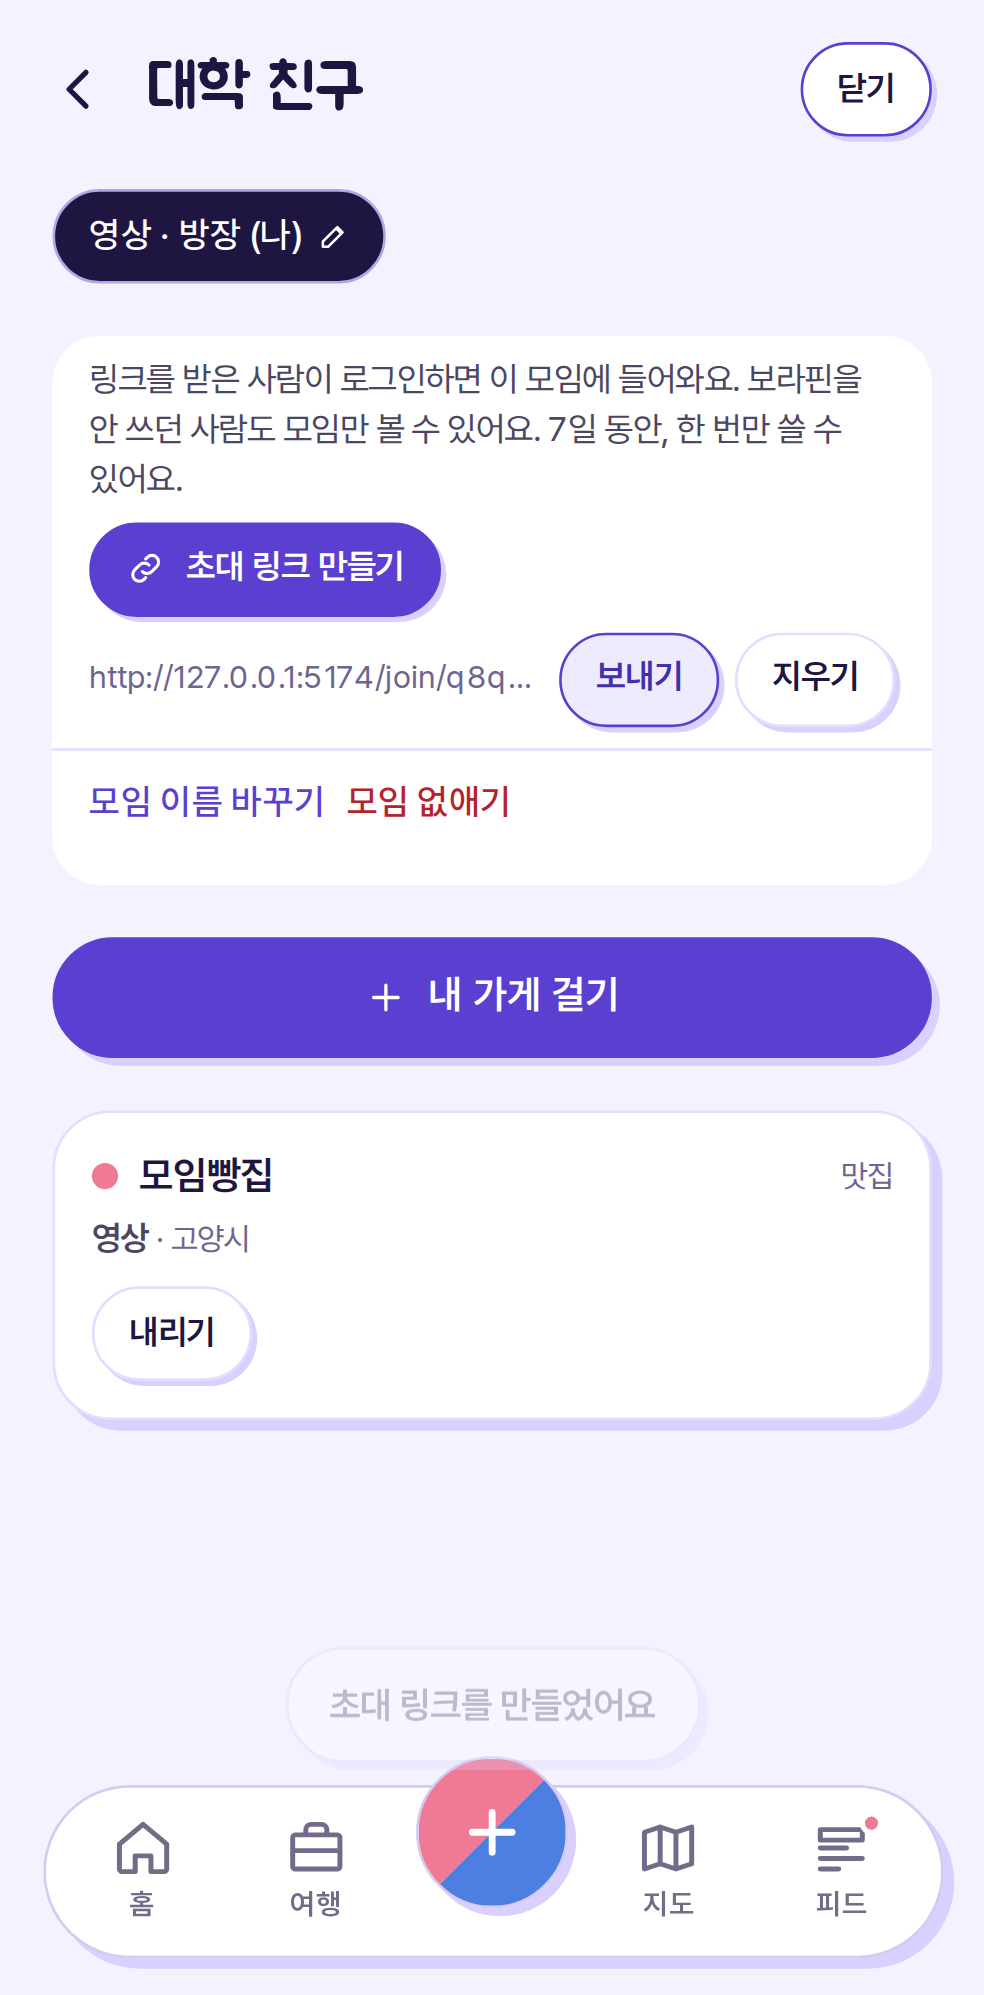 대학 친구
닫기
영상 · 방장 (나)
링크를 받은 사람이 로그인하면 이 모임에 들어와요. 보라핀을
안 쓰던 사람도 모임만 볼 수 있어요. 7일 동안, 한 번만 쓸 수
있어요.
초대 링크 만들기
http://127.0.0.1:5174/join/q8q...
보내기
지우기
모임 이름 바꾸기
모임 없애기
내 가게 걸기
모임빵집
맛집
영상 · 고양시
내리기
초대 링크를 만들었어요
홈
여행
지도
피드